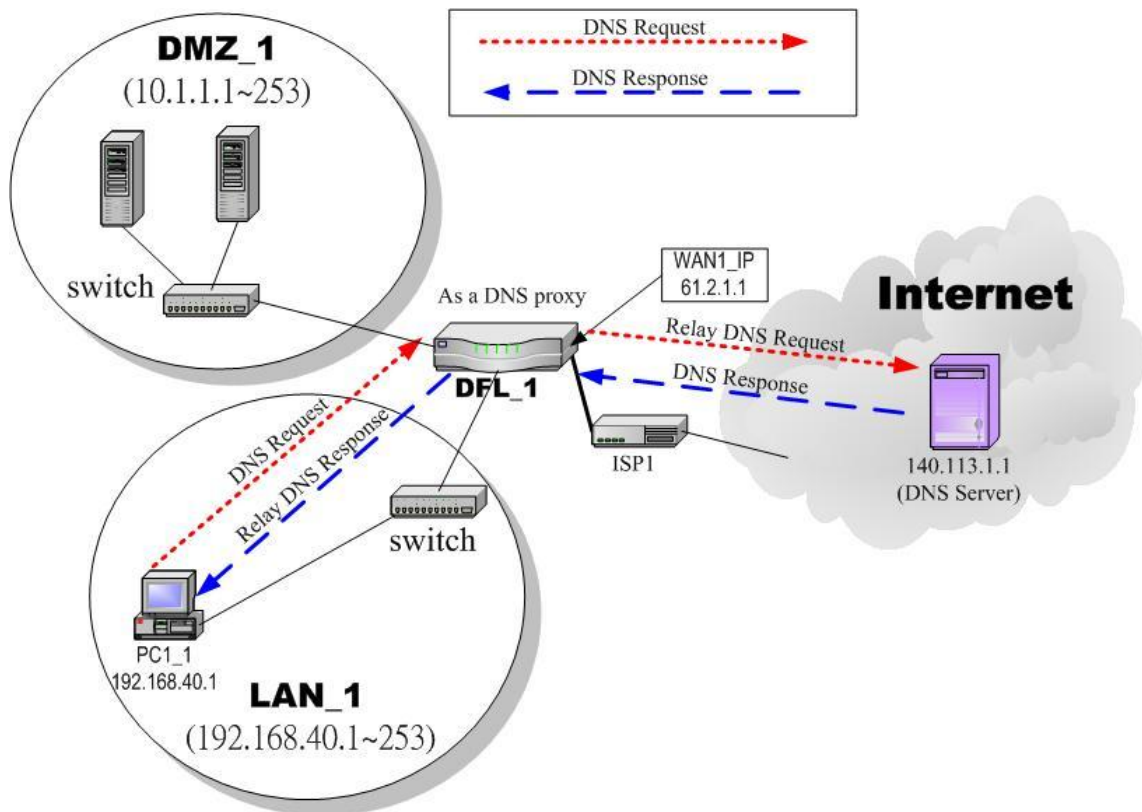 DMZ_1
(10.1.1.1~253)
switch
DNS Request
DNS Response
As a DNS proxy
WAN1_IP
61.2.1.1
Internet
Relay DNS Request
DNS Response
DFL_1
ISP1
140.113.1.1
(DNS Server)
DNS Request
Relay DNS Response
switch
PC1_1
192.168.40.1
LAN_1
(192.168.40.1~253)